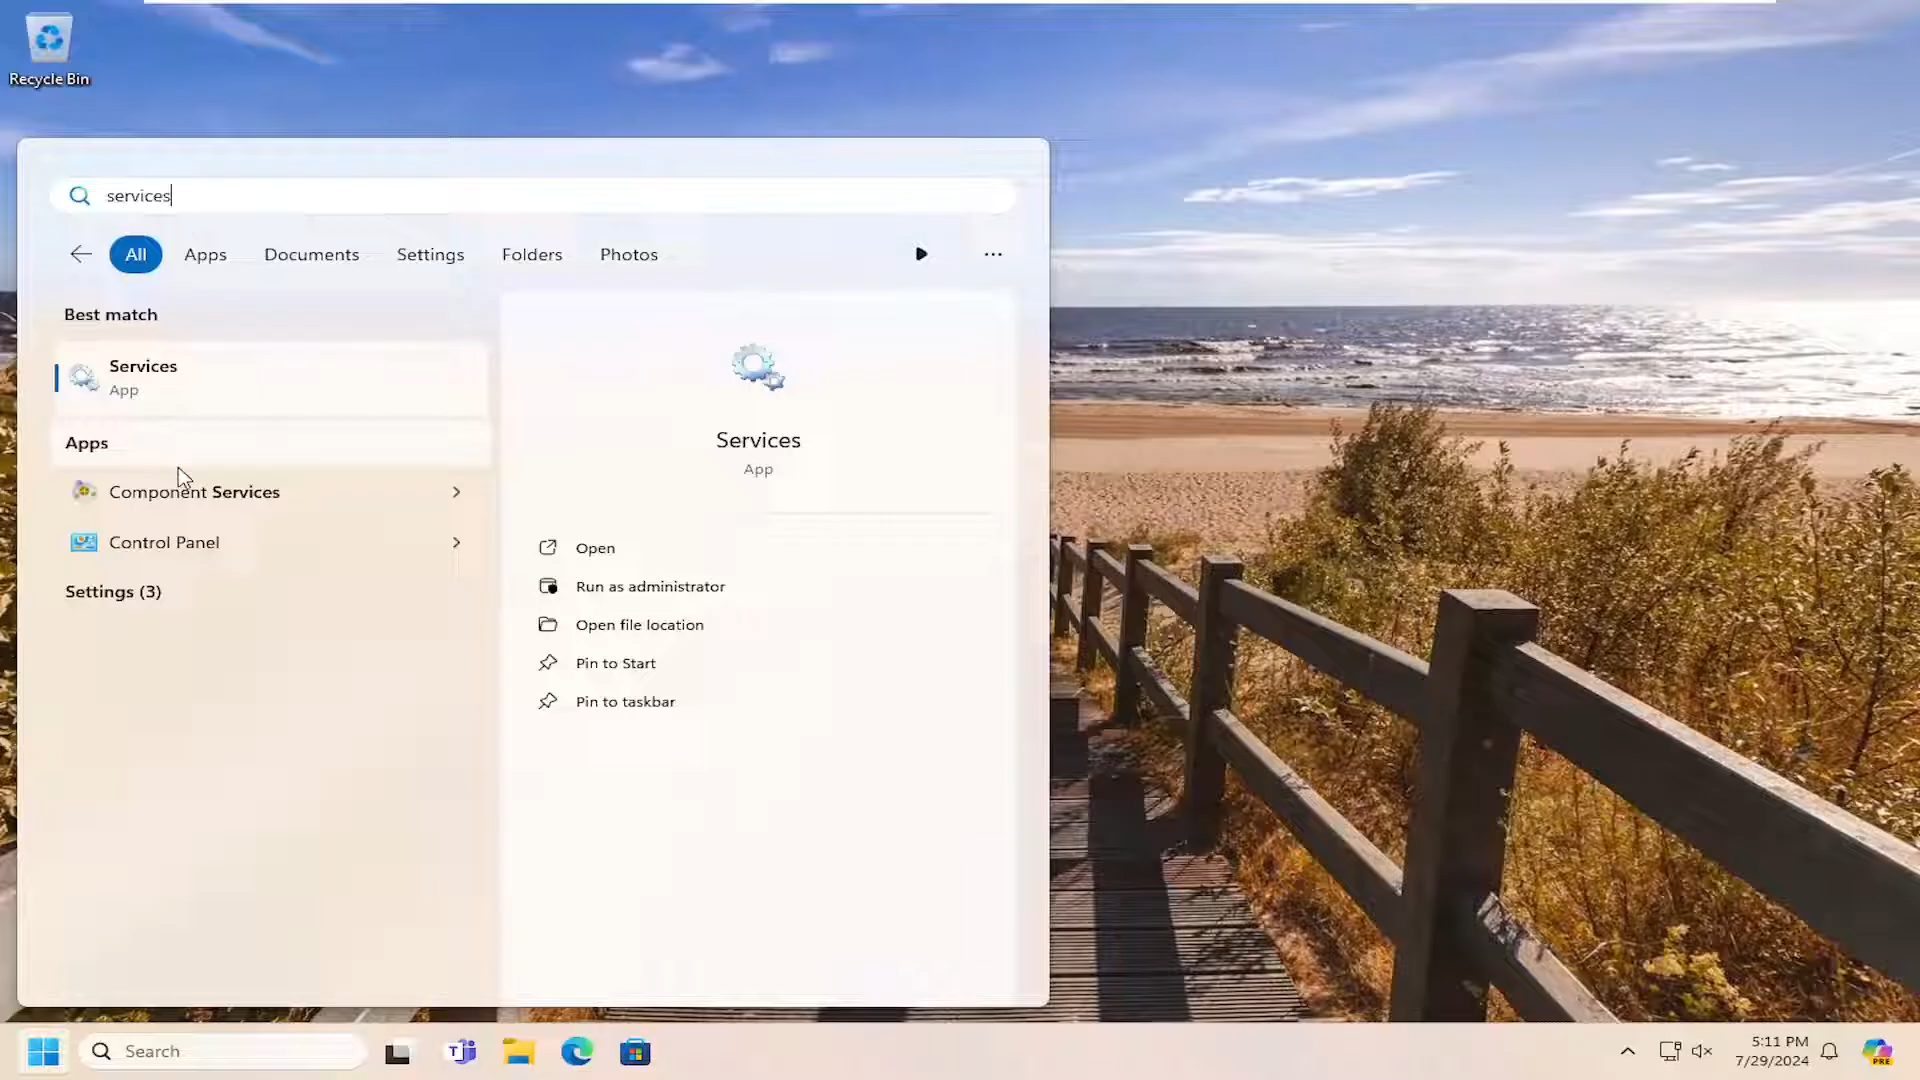 Recycle Bin
services
All
Apps
Documents
Settings
Folders
Photos
Best match
Services
App
Apps
Component Services
Control Panel
Settings (3)
Services
App
Open
Run as administrator
Open file location
Pin to Start
Pin to taskbar
Search
5:11 PM
7/29/2024
PRE